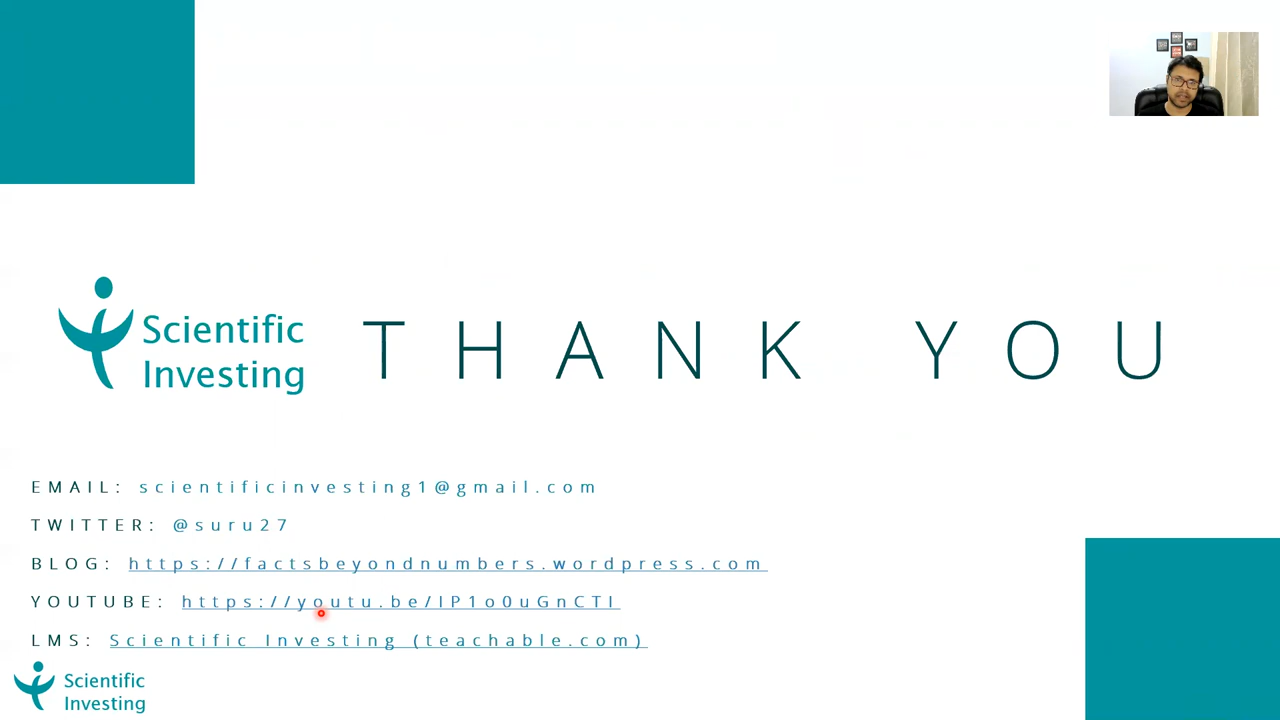 Scientific
Investing
THANK YOU
EMAIL: scientificinvesting1@gmail.com
TWITTER: @suru27
BLOG: https://factsbeyondnumbers.wordpress.com
YOUTUBE: https://youtu.be/IP1o0uGnCTI
LMS: Scientific Investing (teachable.com)
Scientific
Investing